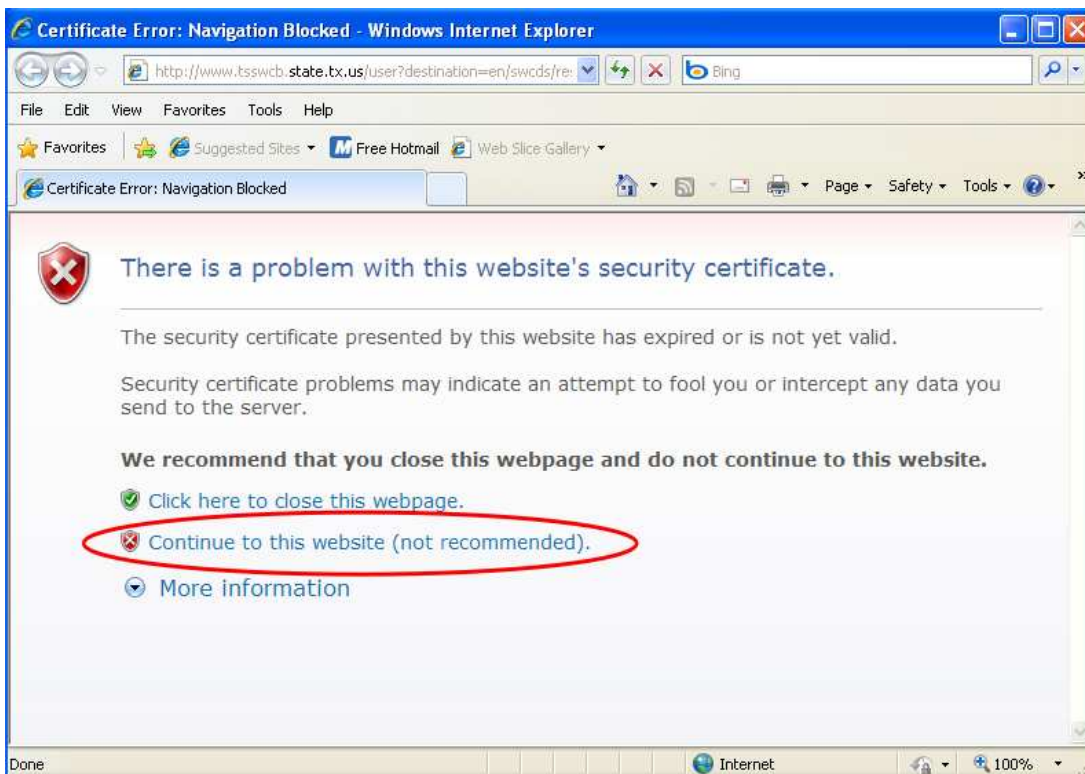 Certificate Error: Navigation Blocked - Windows Internet Explorer
http://www.tsswcb.state.tx.us/user?destination=en/swcds/re
Bing
File Edit View Favorites Tools Help
Favorites Suggested Sites Free Hotmail Web Slice Gallery
Certificate Error: Navigation Blocked Page Safety Tools
There is a problem with this website's security certificate.
The security certificate presented by this website has expired or is not yet valid.
Security certificate problems may indicate an attempt to fool you or intercept any data you
send to the server.
We recommend that you close this webpage and do not continue to this website.
Click here to close this webpage.
Continue to this website (not recommended).
More information
Done Internet 100%